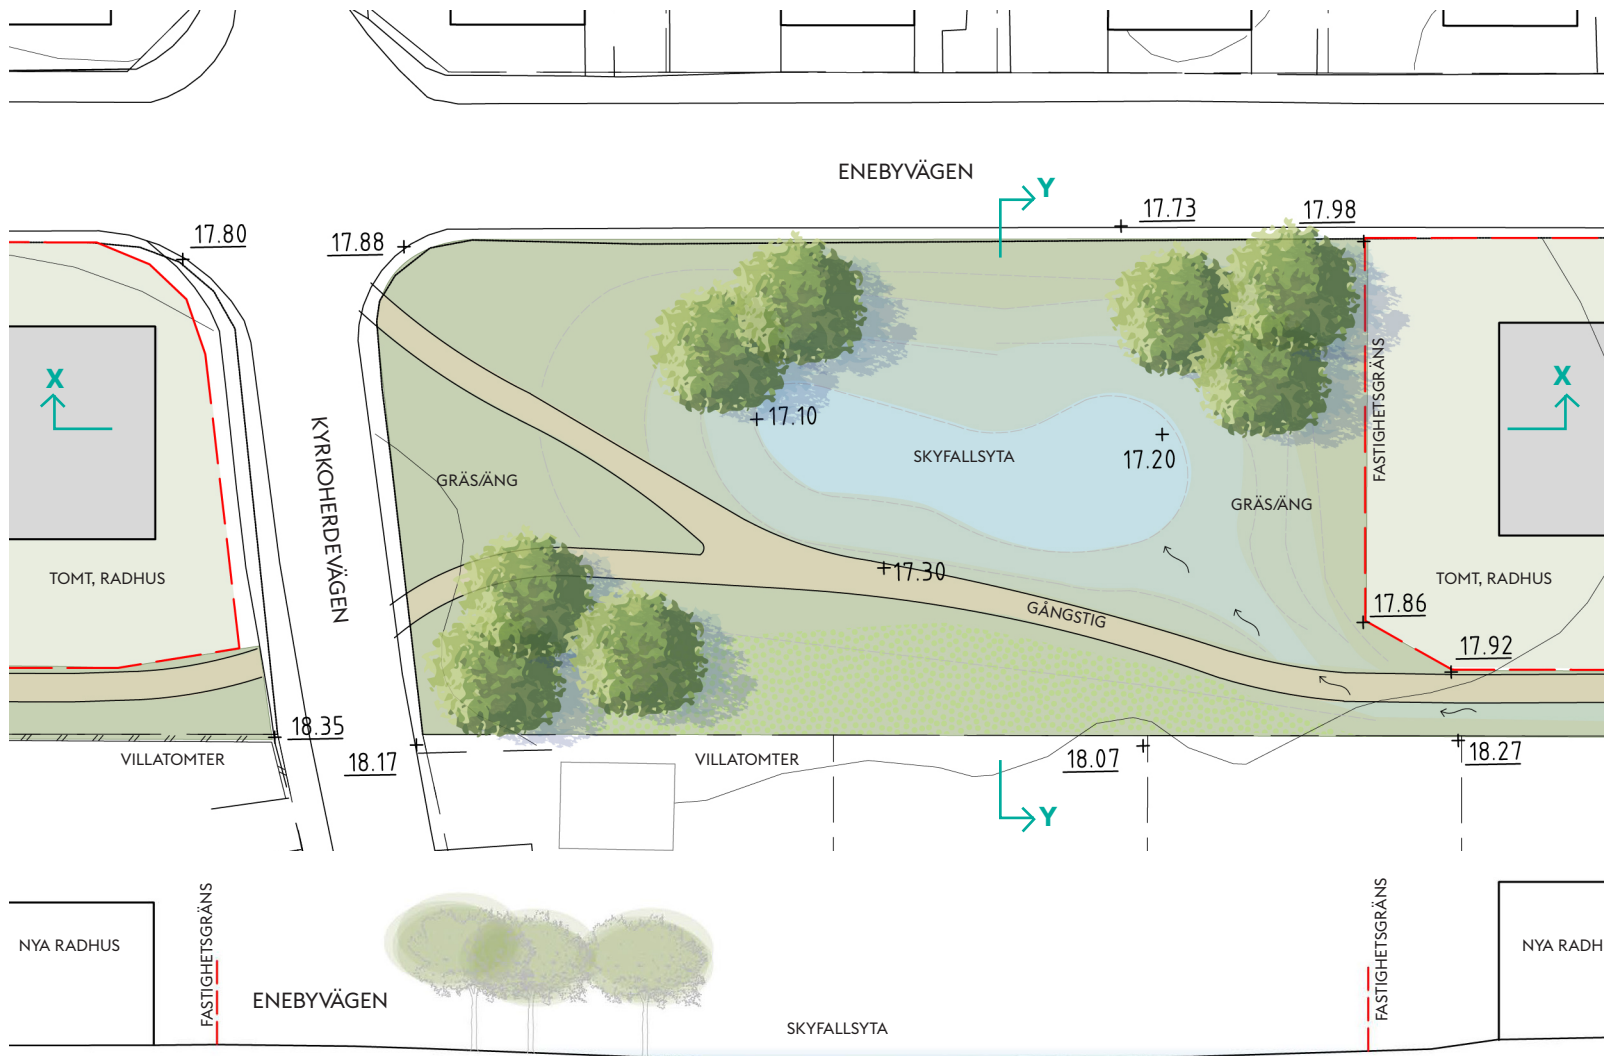 ENEBYVÄGEN
Y
17.73
17.98
17.80
17.88
X
X
FASTIGHETSGRÄNS
17.10
KYRKOHERDEVÄGEN
SKYFALLSYTA
17.20
GRÄS/ÄNG
GRÄS/ÄNG
TOMT, RADHUS
17.30
TOMT, RADHUS
GÅNGSTIG
17.86
17.92
18.35
VILLATOMTER
18.17
VILLATOMTER
18.07
18.27
Y
FASTIGHETSGRÄNS
FASTIGHETSGRÄNS
NYA RADHUS
NYA RADH
ENEBYVÄGEN
SKYFALLSYTA